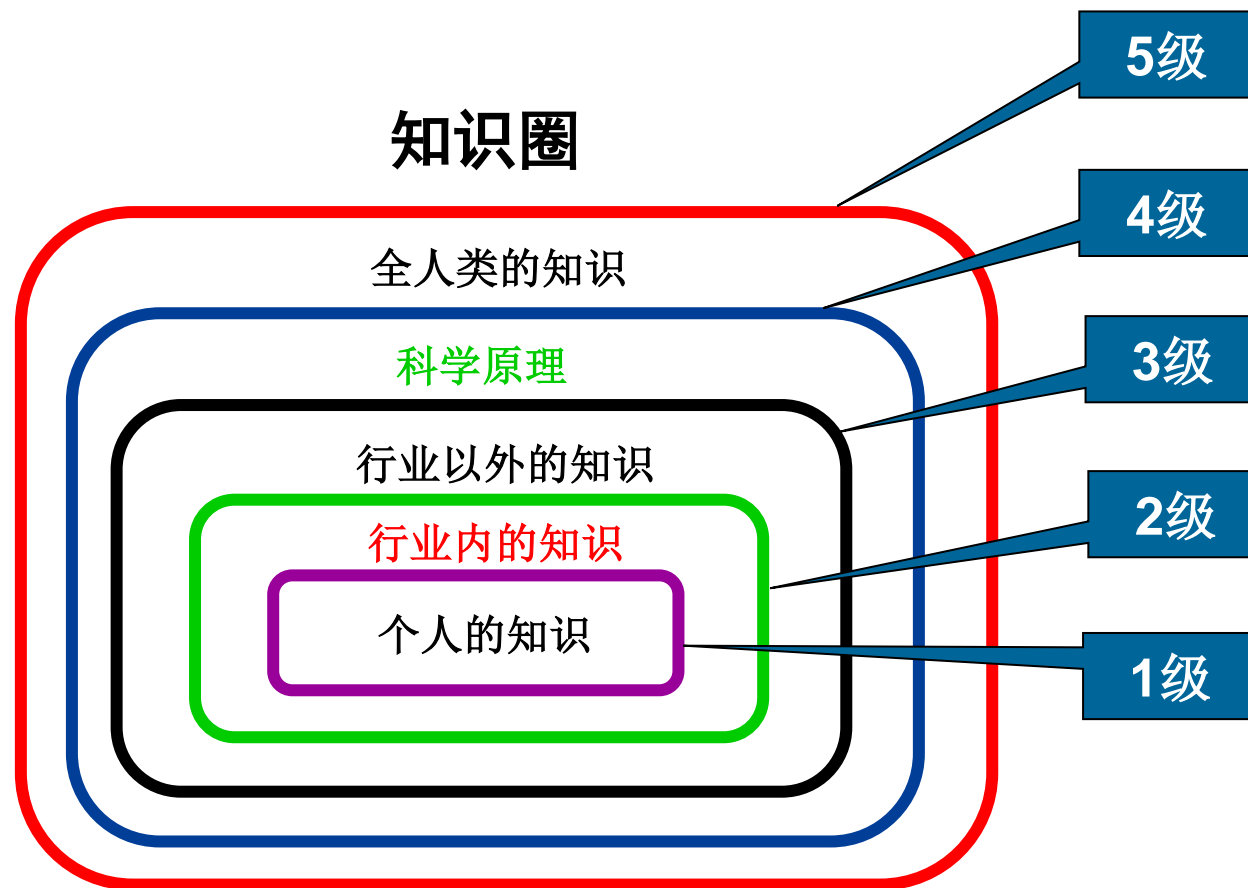 5级
知识圈
4级
全人类的知识
科学原理
3级
行业以外的知识
2级
行业内的知识
个人的知识
1级